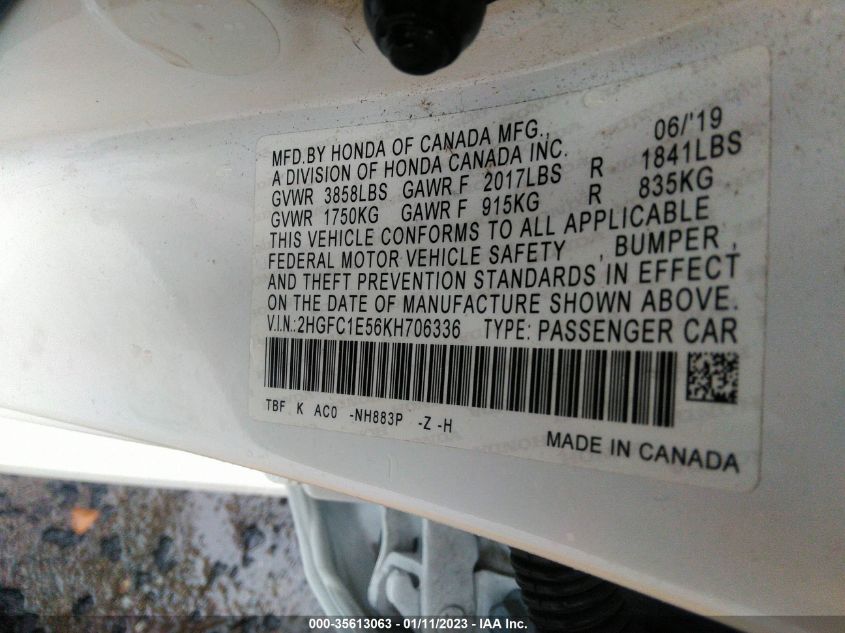 MFD.BY HONDA OF CANADA MFG., 06/'19
A DIVISION OF HONDA CANADA INC.
GVWR 3858LBS GAWR F 2017LBS R 1841LBS
GVWR 1750KG GAWR F 915KG R 835KG
THIS VEHICLE CONFORMS TO ALL APPLICABLE
FEDERAL MOTOR VEHICLE SAFETY , BUMPER ,
AND THEFT PREVENTION STANDARDS IN EFFECT
ON THE DATE OF MANUFACTURE SHOWN ABOVE.
V.I.N.:2HGFC1E56KH706336 TYPE: PASSENGER CAR
TBF K AC0 -NH883P -Z -H
MADE IN CANADA
000-35613063 - 01/11/2023 - IAA Inc.